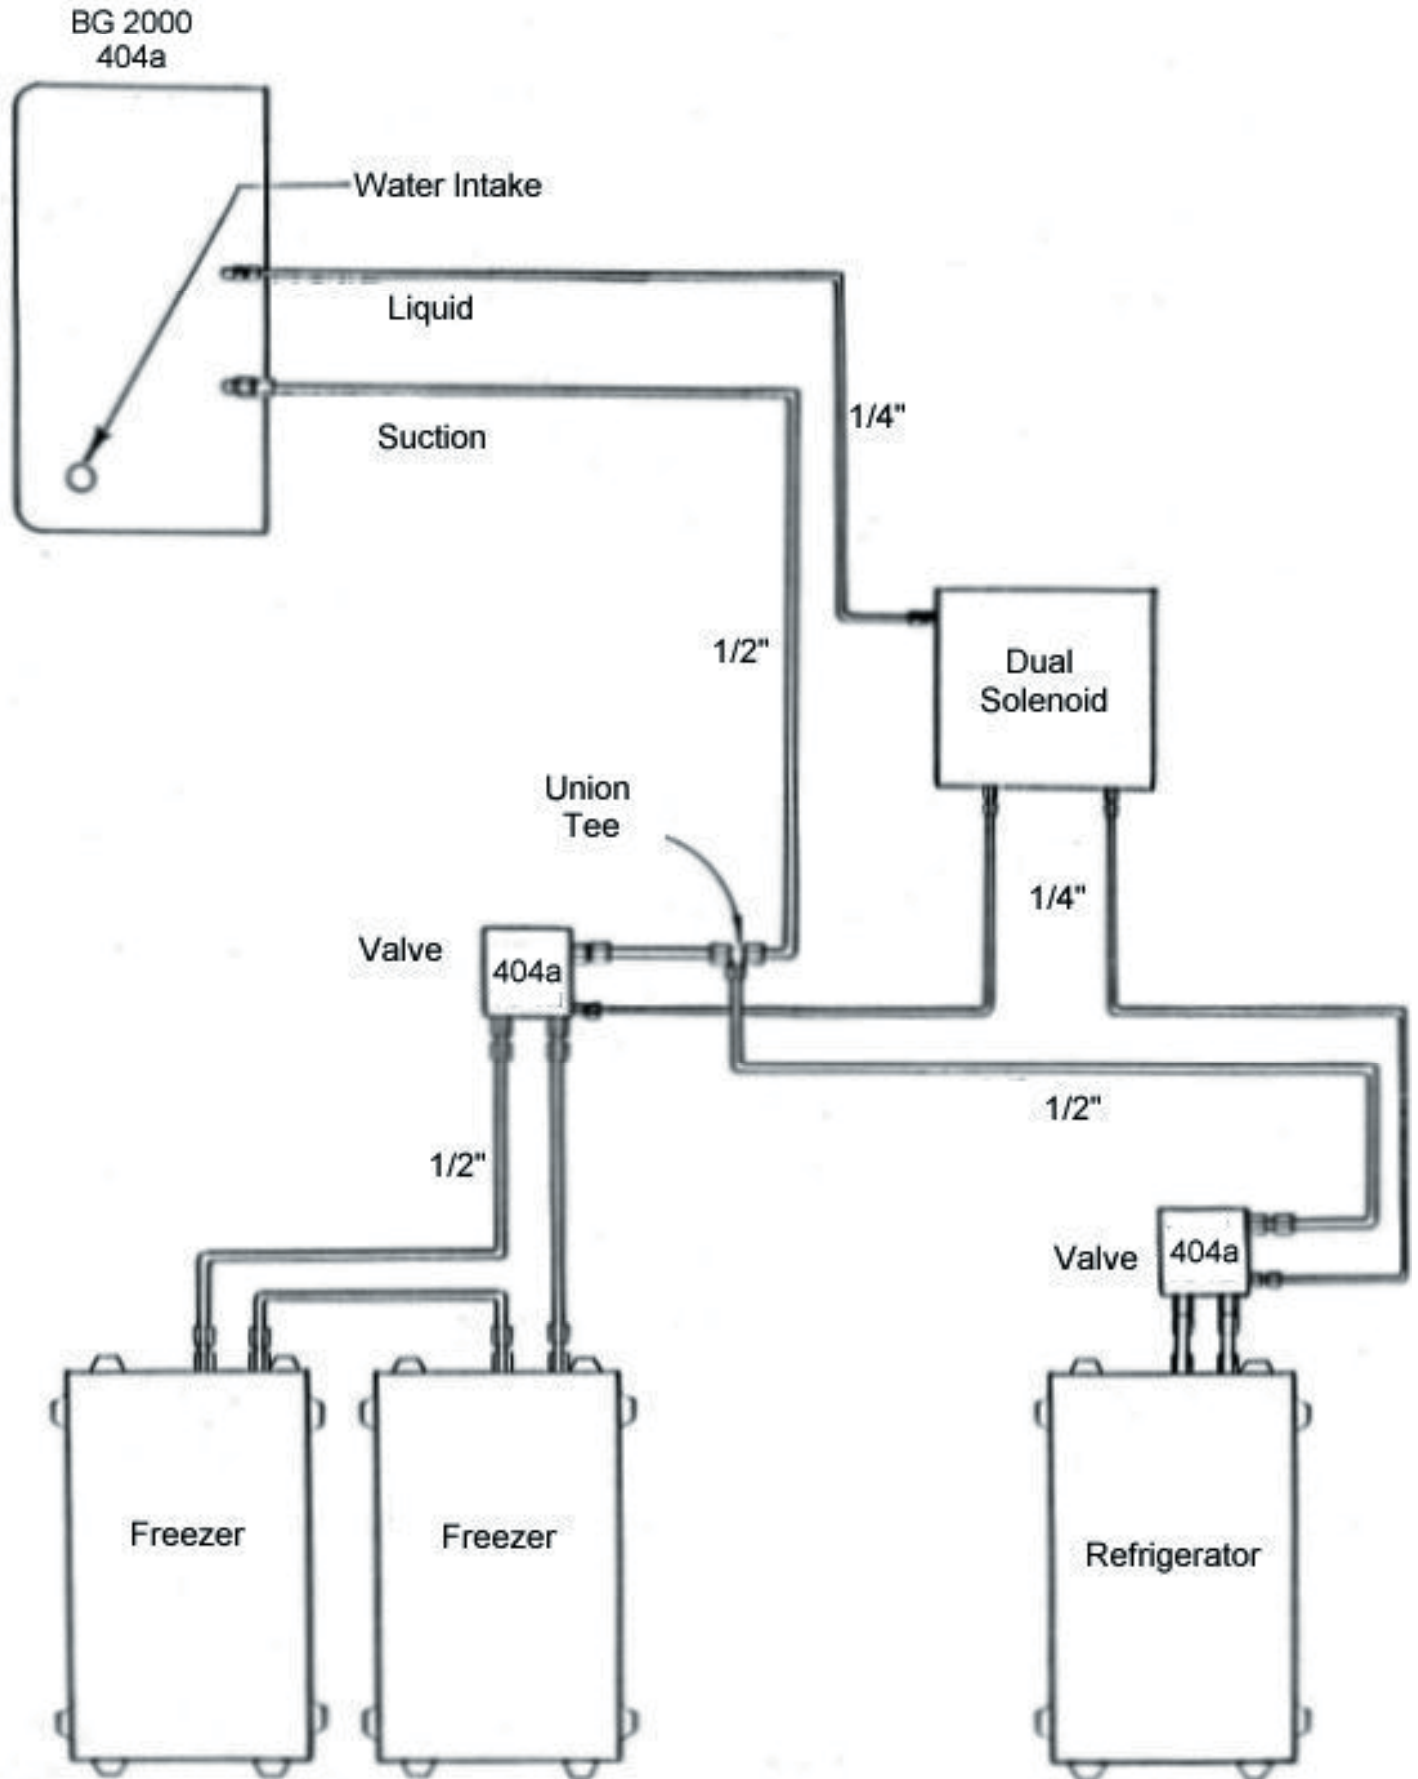 BG 2000
404a
Water Intake
Liquid
Suction
1/4"
1/2"
Dual
Solenoid
Union
Tee
1/4"
Valve
404a
1/2"
1/2"
Valve
404a
Freezer
Freezer
Refrigerator